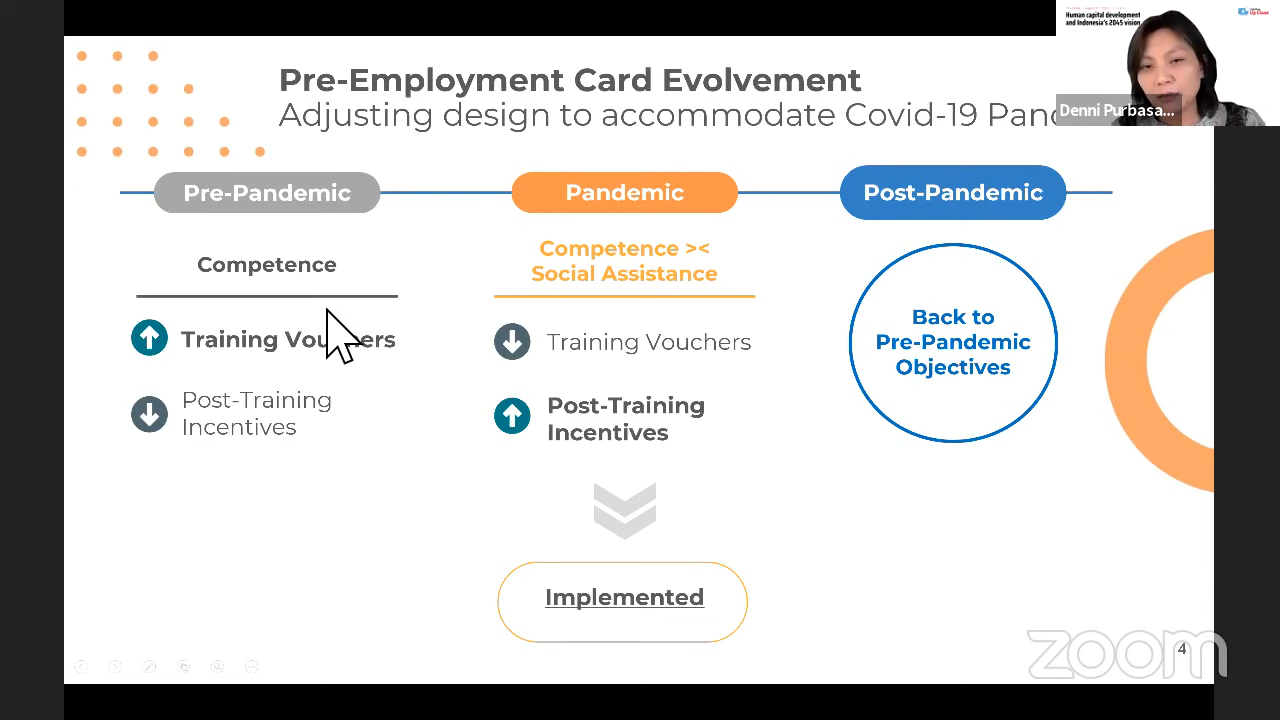 Pre-Employment Card Evolvement
Adjusting design to accommodate Covid-19
Human capital development
and Indonesia's 2045 vision
Denni Purbasa...
Pre-Pandemic
Pandemic
Post-Pandemic
Competence
Training Vouchers
Post-Training
Incentives
Competence ><
Social Assistance
Training Vouchers
Post-Training
Incentives
Back to
Pre-Pandemic
Objectives
Implemented
zoom
4